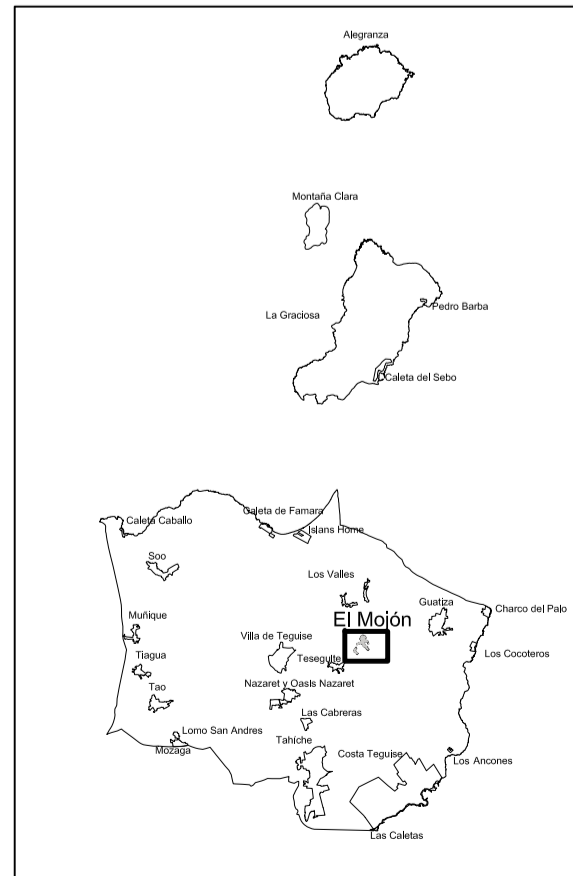 Alegranza
Montaña Clara
La Graciosa
Pedro Barba
Caleta del Sebo
Caleta de Famara
Caleta Caballo
Islans Home
Soo
Los Valles
Guatiza
Charco del Palo
El Mojón
Muñique
Villa de Teguise
Los Cocoteros
Teseguite
Tiagua
Nazaret y Oasis Nazaret
Tao
Las Cabreras
Lomo San Andres
Tahíche
Mozaga
Costa Teguise
Los Ancones
Las Caletas